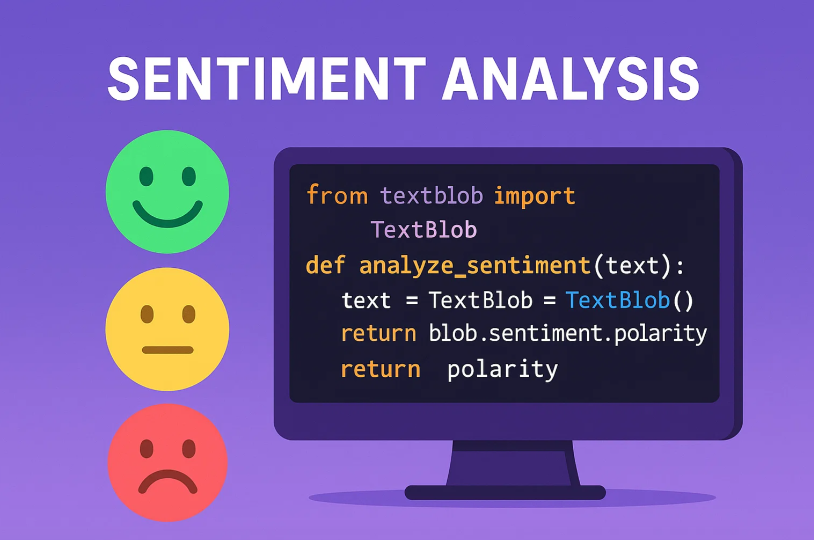 SENTIMENT ANALYSIS
from textblob import
TextBlob
def analyze_sentiment(text):
text = TextBlob = TextBlob()
return blob.sentiment.polarity
return polarity